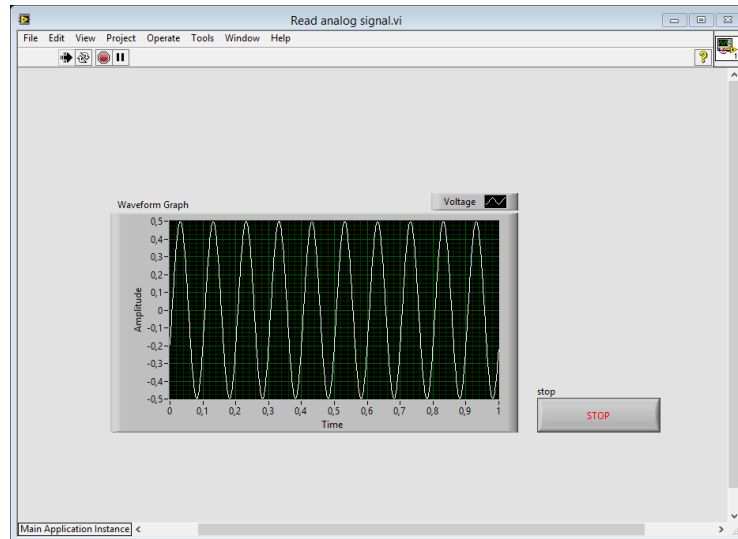 Read analog signal.vi
File Edit View Project Operate Tools Window Help
?
1
Waveform Graph
Voltage
Amplitude
0,5
0,4
0,3
0,2
0,1
0
-0,1
-0,2
-0,3
-0,4
-0,5
0 0,1 0,2 0,3 0,4 0,5 0,6 0,7 0,8 0,9 1
Time
stop
STOP
Main Application Instance